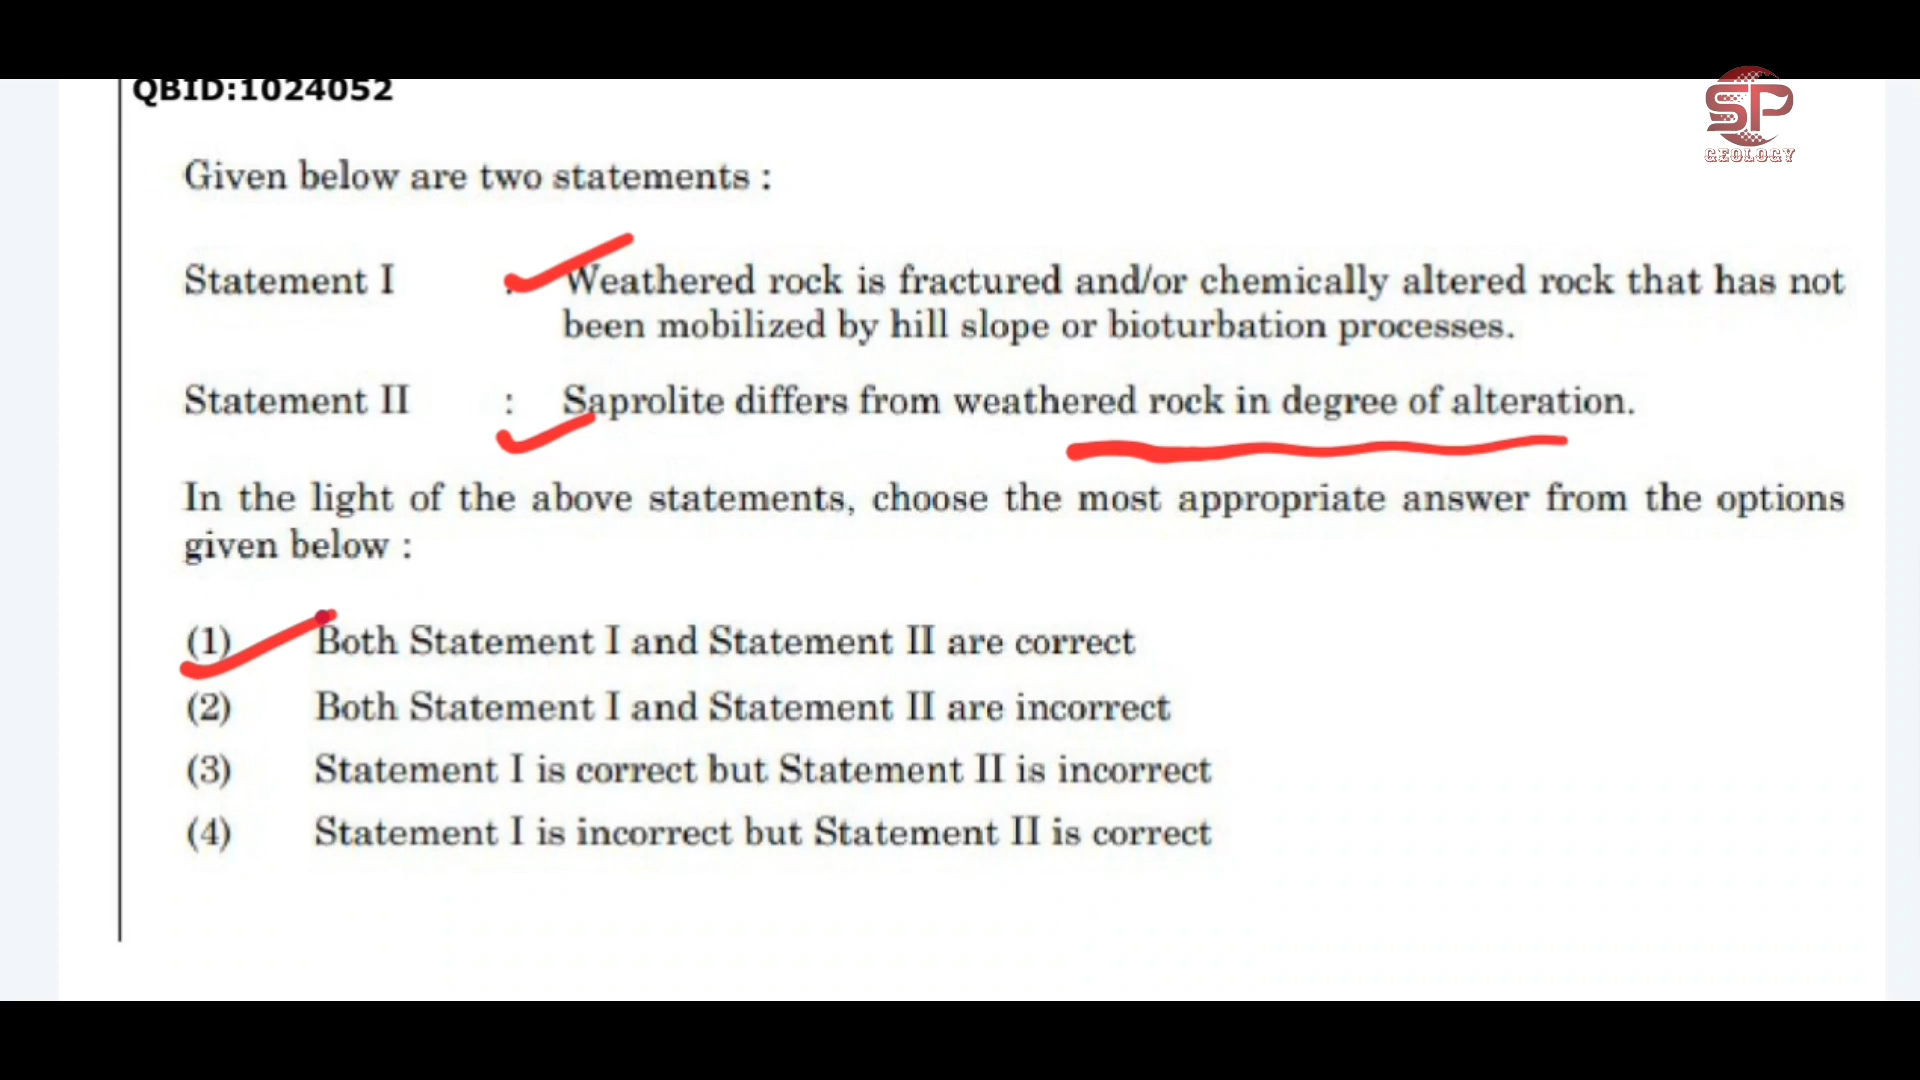 QBID:1024052
SP
GEOLOGY
Given below are two statements :
Statement I : Weathered rock is fractured and/or chemically altered rock that has not
been mobilized by hill slope or bioturbation processes.
Statement II : Saprolite differs from weathered rock in degree of alteration.
In the light of the above statements, choose the most appropriate answer from the options
given below :
(1) Both Statement I and Statement II are correct
(2) Both Statement I and Statement II are incorrect
(3) Statement I is correct but Statement II is incorrect
(4) Statement I is incorrect but Statement II is correct